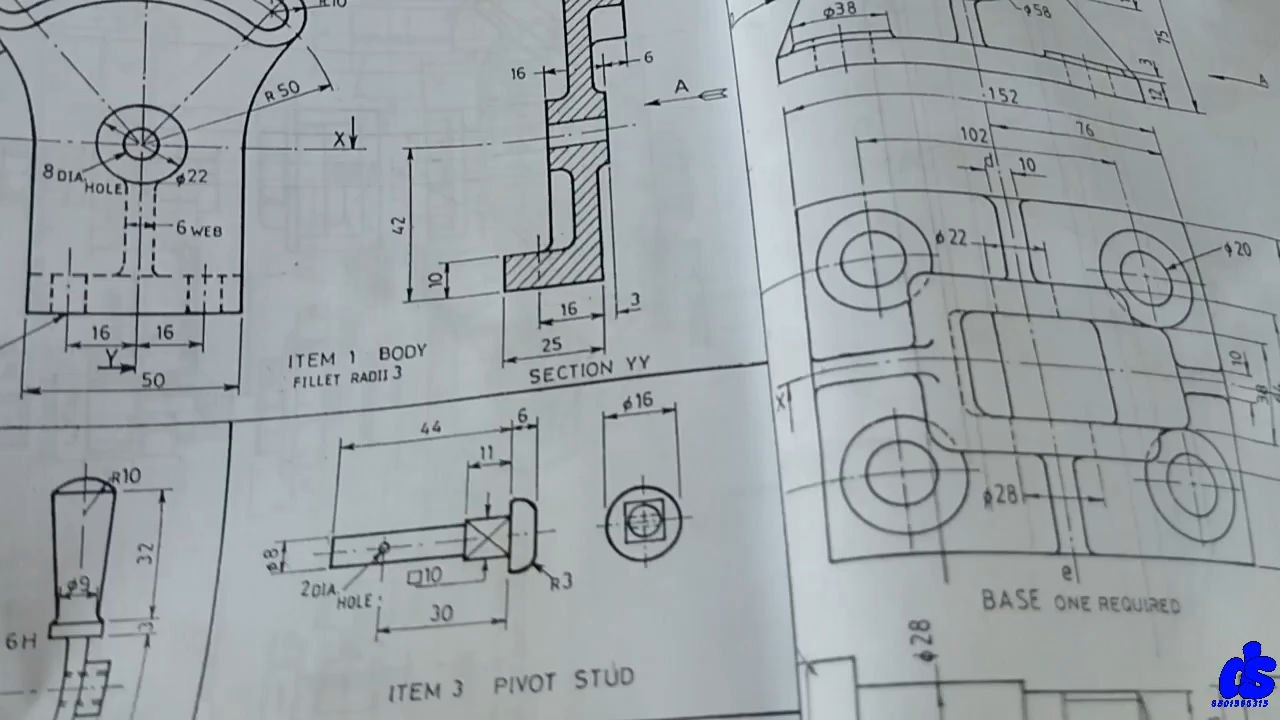 R10
R50
X
8 DIA HOLE
φ22
6 WEB
16 16
Y
50
ITEM 1 BODY
FILLET RADII 3
16
6
A
42
10
16
3
25
SECTION YY
R10
32
φ9
3
6H
44
6
11
φ8
2 DIA.
HOLE
□10
30
R3
φ16
ITEM 3 PIVOT STUD
φ38
φ58
75
3
12
A
152
102
76
d
10
φ22
φ20
10
38
X
φ28
e
BASE ONE REQUIRED
φ28
ds